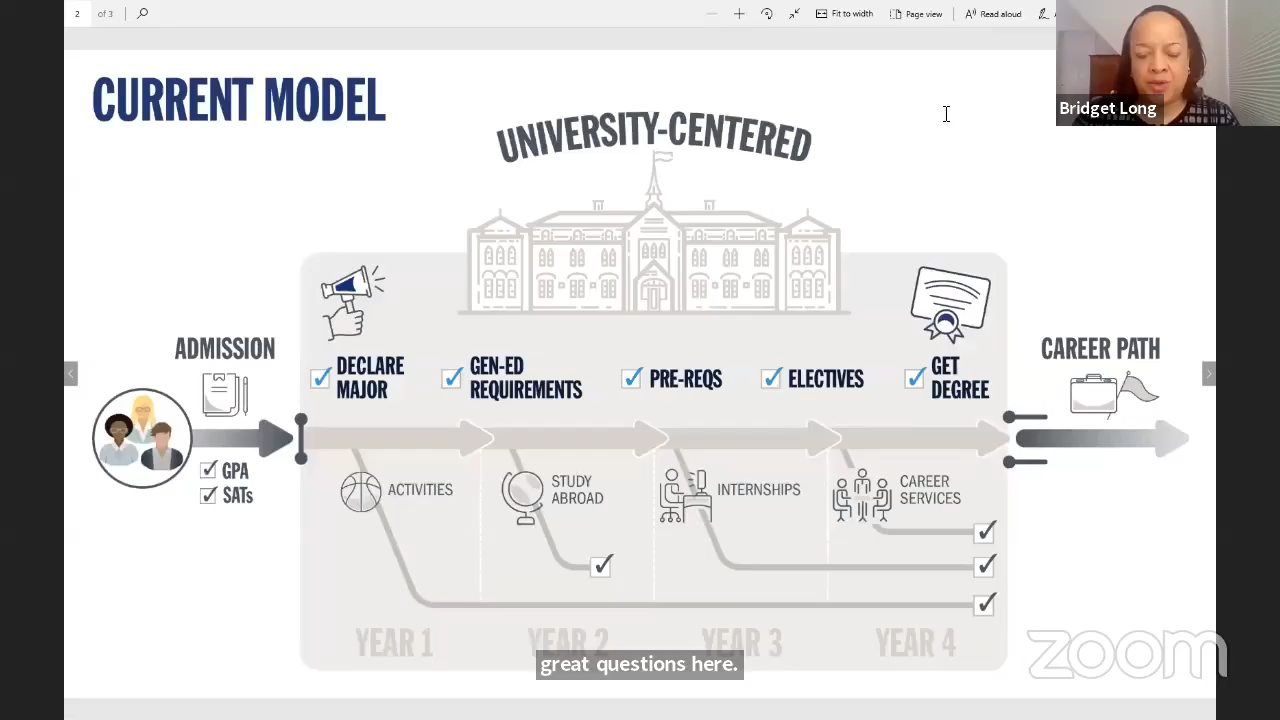 2 of 3
Fit to width
Page view
Read aloud
Bridget Long
CURRENT MODEL
UNIVERSITY-CENTERED
ADMISSION
GPA
SATs
DECLARE
MAJOR
GEN-ED
REQUIREMENTS
PRE-REQS
ELECTIVES
GET
DEGREE
CAREER PATH
ACTIVITIES
STUDY
ABROAD
INTERNSHIPS
CAREER
SERVICES
YEAR 1
YEAR 2
YEAR 3
YEAR 4
great questions here.
zoom